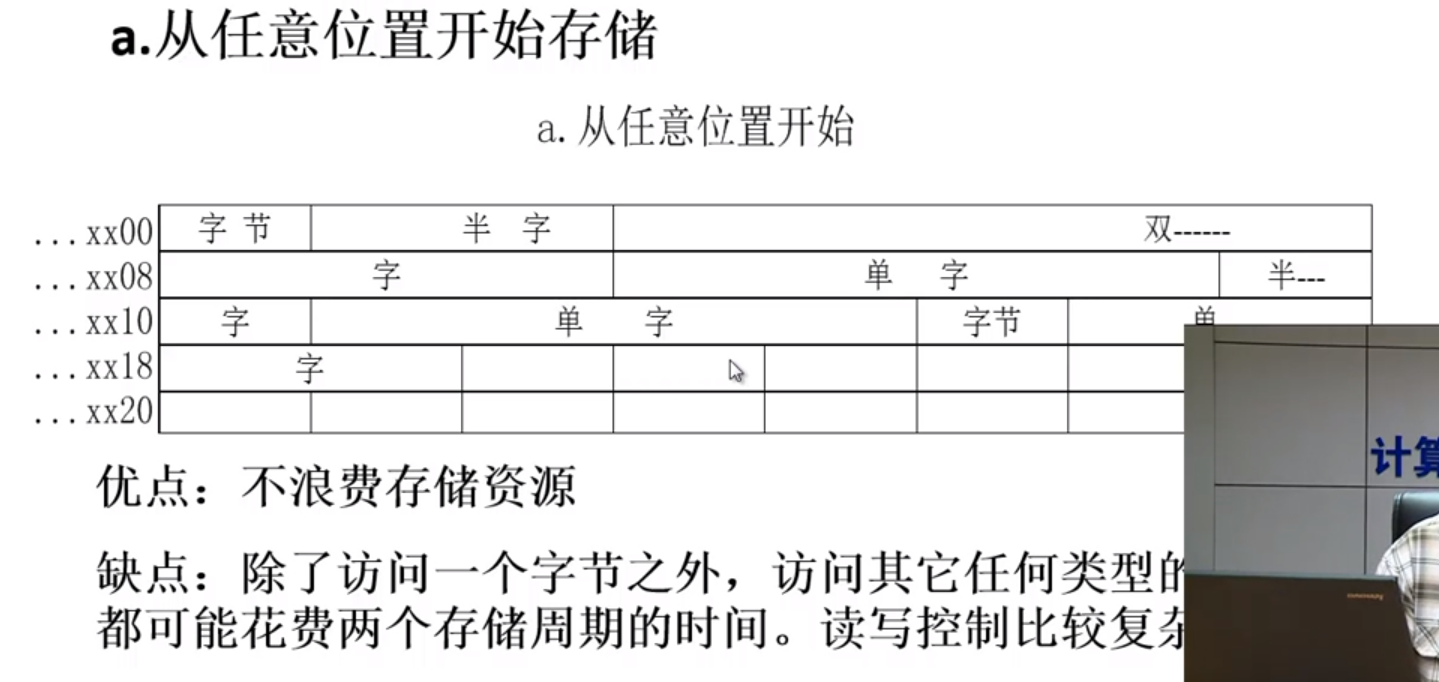 a.从任意位置开始存储
a.从任意位置开始
...xx00 字 节 半 字 双------
...xx08 字 单 字 半---
...xx10 字 单 字 字节 单
...xx18 字
...xx20
优点：不浪费存储资源
缺点：除了访问一个字节之外，访问其它任何类型的
都可能花费两个存储周期的时间。读写控制比较复杂
计算